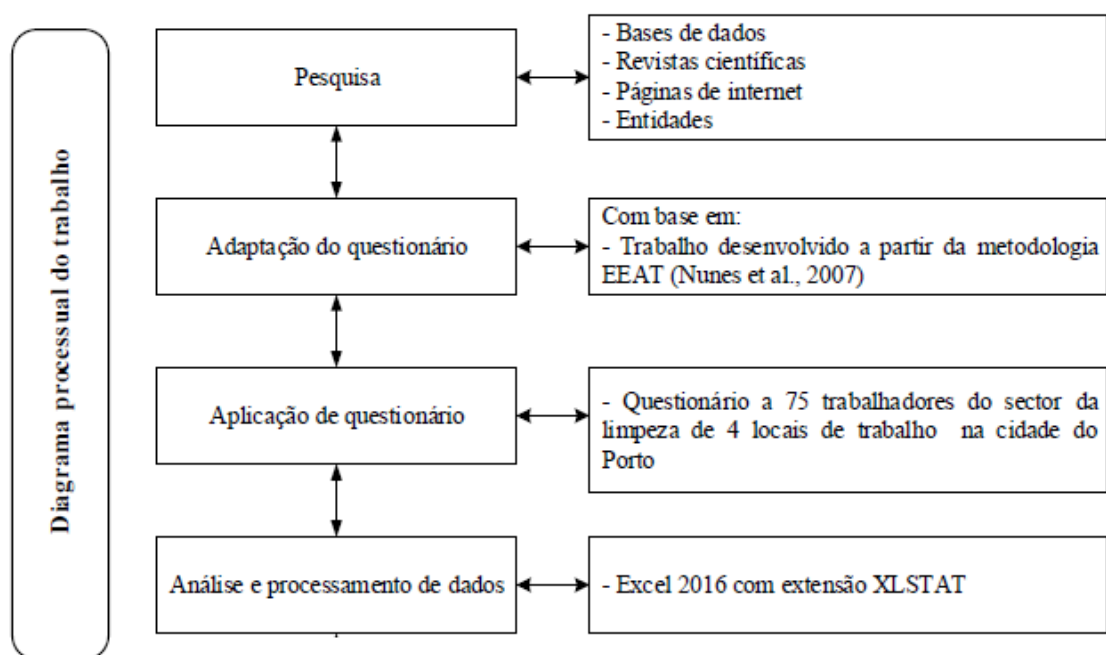 Diagrama processual do trabalho
Pesquisa
- Bases de dados
- Revistas científicas
- Páginas de internet
- Entidades
Adaptação do questionário
Com base em:
- Trabalho desenvolvido a partir da metodologia
EEAT (Nunes et al., 2007)
Aplicação de questionário
- Questionário a 75 trabalhadores do sector da
limpeza de 4 locais de trabalho na cidade do
Porto
Análise e processamento de dados
- Excel 2016 com extensão XLSTAT